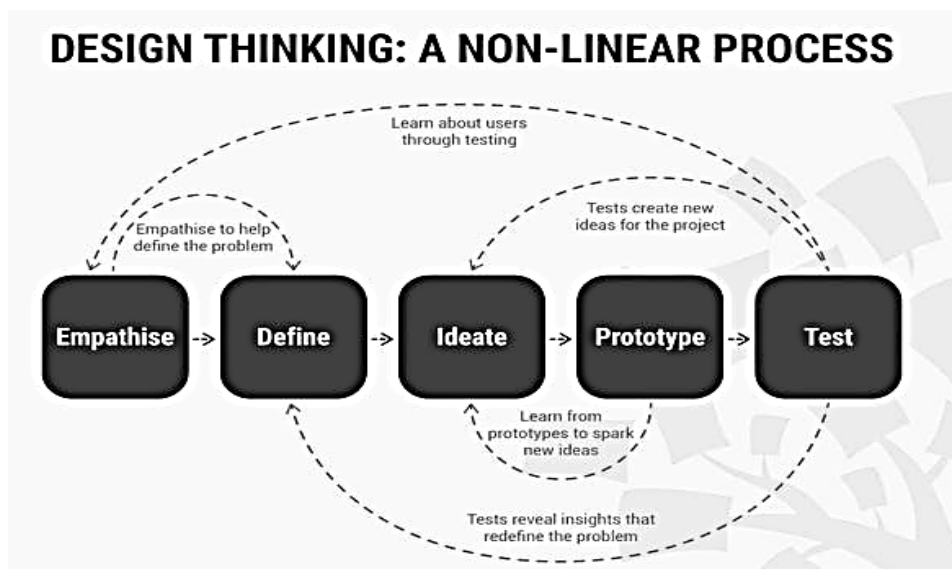 DESIGN THINKING: A NON-LINEAR PROCESS
Learn about users
through testing
Empathise to help
define the problem
Tests create new
ideas for the project
Empathise
Define
Ideate
Prototype
Test
Learn from
prototypes to spark
new ideas
Tests reveal insights that
redefine the problem